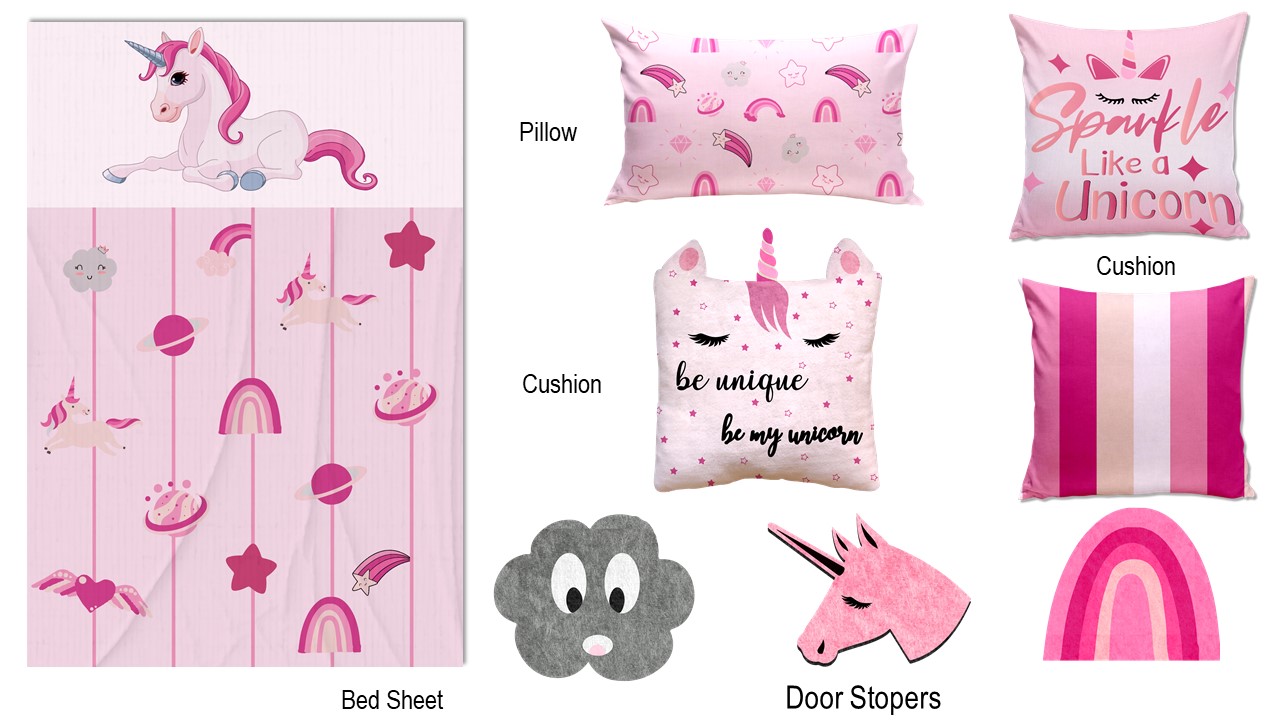 Pillow
Sparkle
Like a
Unicorn
Cushion
Cushion
be unique
be my unicorn
Bed Sheet
Door Stopers